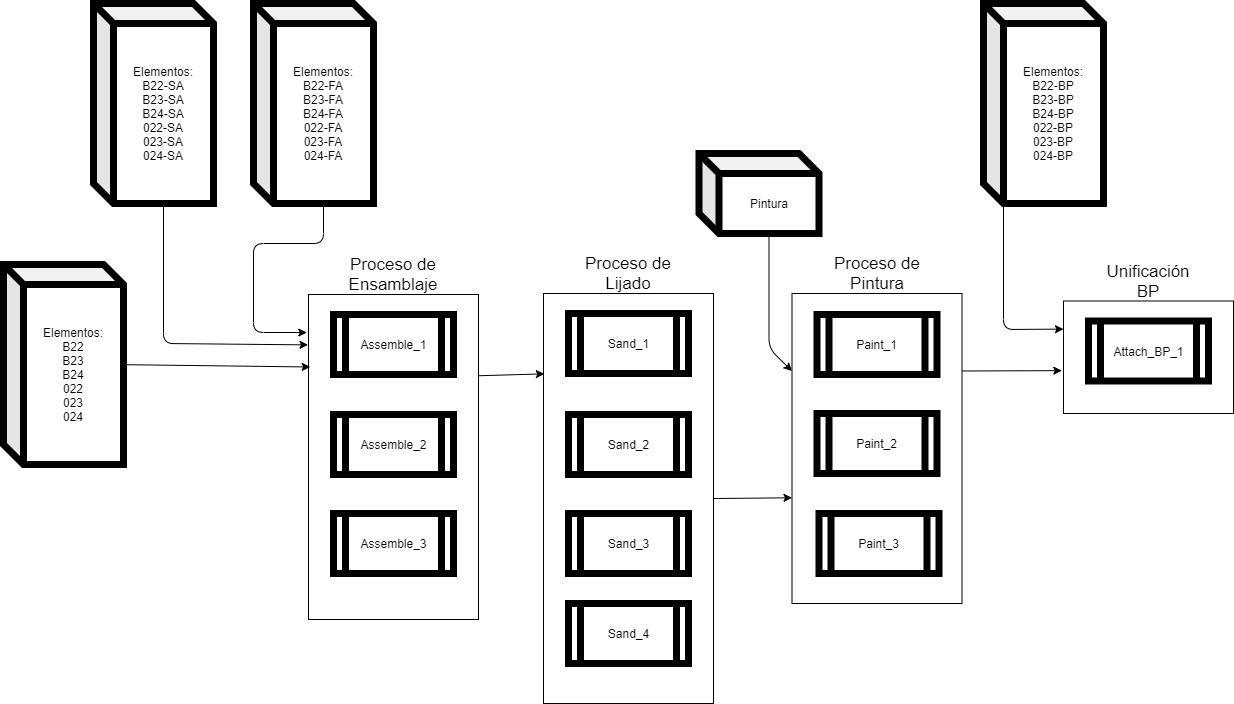 Elementos:
B22-SA
B23-SA
B24-SA
022-SA
023-SA
024-SA
Elementos:
B22-FA
B23-FA
B24-FA
022-FA
023-FA
024-FA
Elementos:
B22-BP
B23-BP
B24-BP
022-BP
023-BP
024-BP
Pintura
Elementos:
B22
B23
B24
022
023
024
Proceso de
Ensamblaje
Assemble_1
Assemble_2
Assemble_3
Proceso de
Lijado
Sand_1
Sand_2
Sand_3
Sand_4
Proceso de
Pintura
Paint_1
Paint_2
Paint_3
Unificación
BP
Attach_BP_1